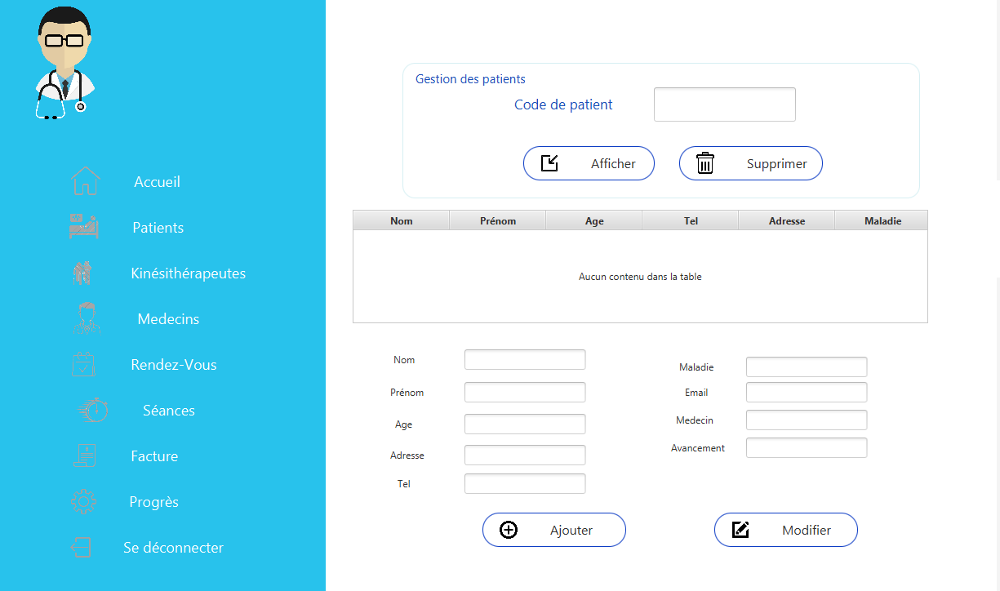 Accueil
Patients
Kinésithérapeutes
Medecins
Rendez-Vous
Séances
Facture
Progrès
Se déconnecter
Gestion des patients
Code de patient
Afficher Supprimer
Nom Prénom Age Tel Adresse Maladie
Aucun contenu dans la table
Nom
Prénom
Age
Adresse
Tel
Maladie
Email
Medecin
Avancement
Ajouter Modifier